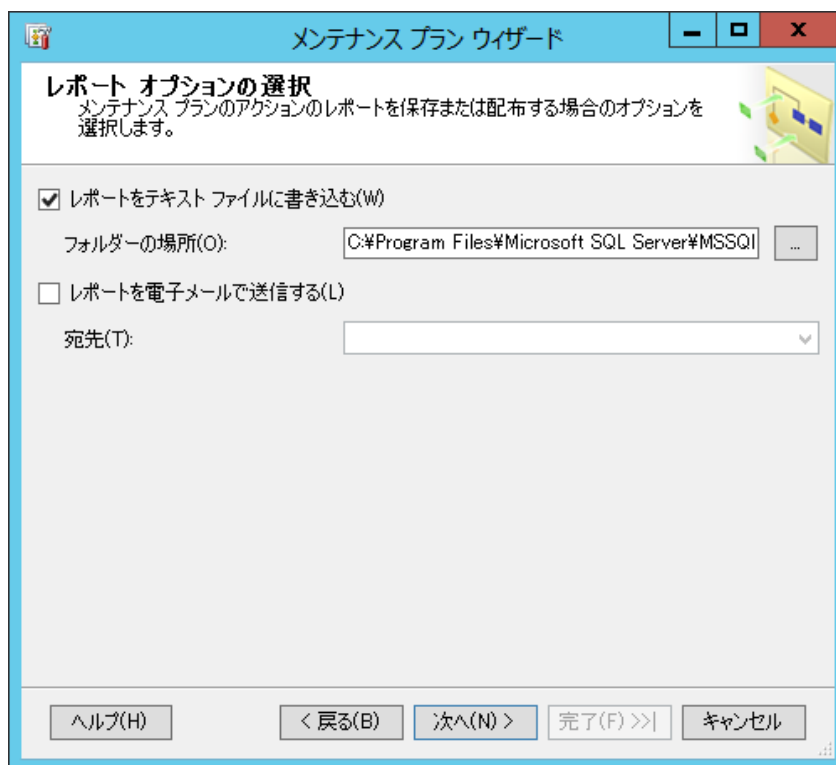 メンテナンス プラン ウィザード
レポート オプションの選択
メンテナンス プランのアクションのレポートを保存または配布する場合のオプションを
選択します。
レポートをテキスト ファイルに書き込む(W)
フォルダーの場所(O):
C:¥Program Files¥Microsoft SQL Server¥MSSQl
...
レポートを電子メールで送信する(L)
宛先(T):
ヘルプ(H)
< 戻る(B)
次へ(N) >
完了(F) >>|
キャンセル